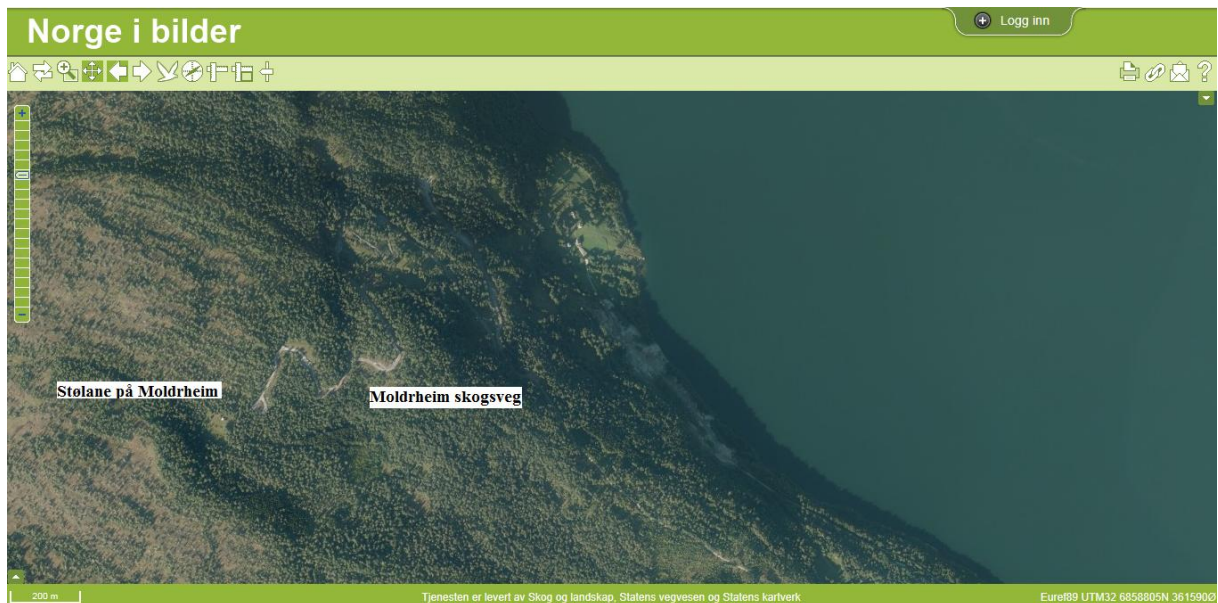 Norge i bilder
Logg inn
Stølane på Moldrheim
Moldrheim skogsveg
200 m
Tjenesten er levert av Skog og landskap, Statens vegvesen og Statens kartverk
Euref89 UTM32 6858805N 361590Ø